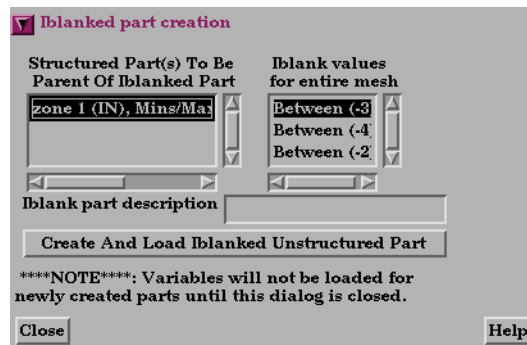 Iblanked part creation
Structured Part(s) To Be
Parent Of Iblanked Part
Iblank values
for entire mesh
zone 1 (IN), Mins/Max
Between (-3)
Between (-4)
Between (-2)
Iblank part description
Create And Load Iblanked Unstructured Part
****NOTE****: Variables will not be loaded for
newly created parts until this dialog is closed.
Close
Help